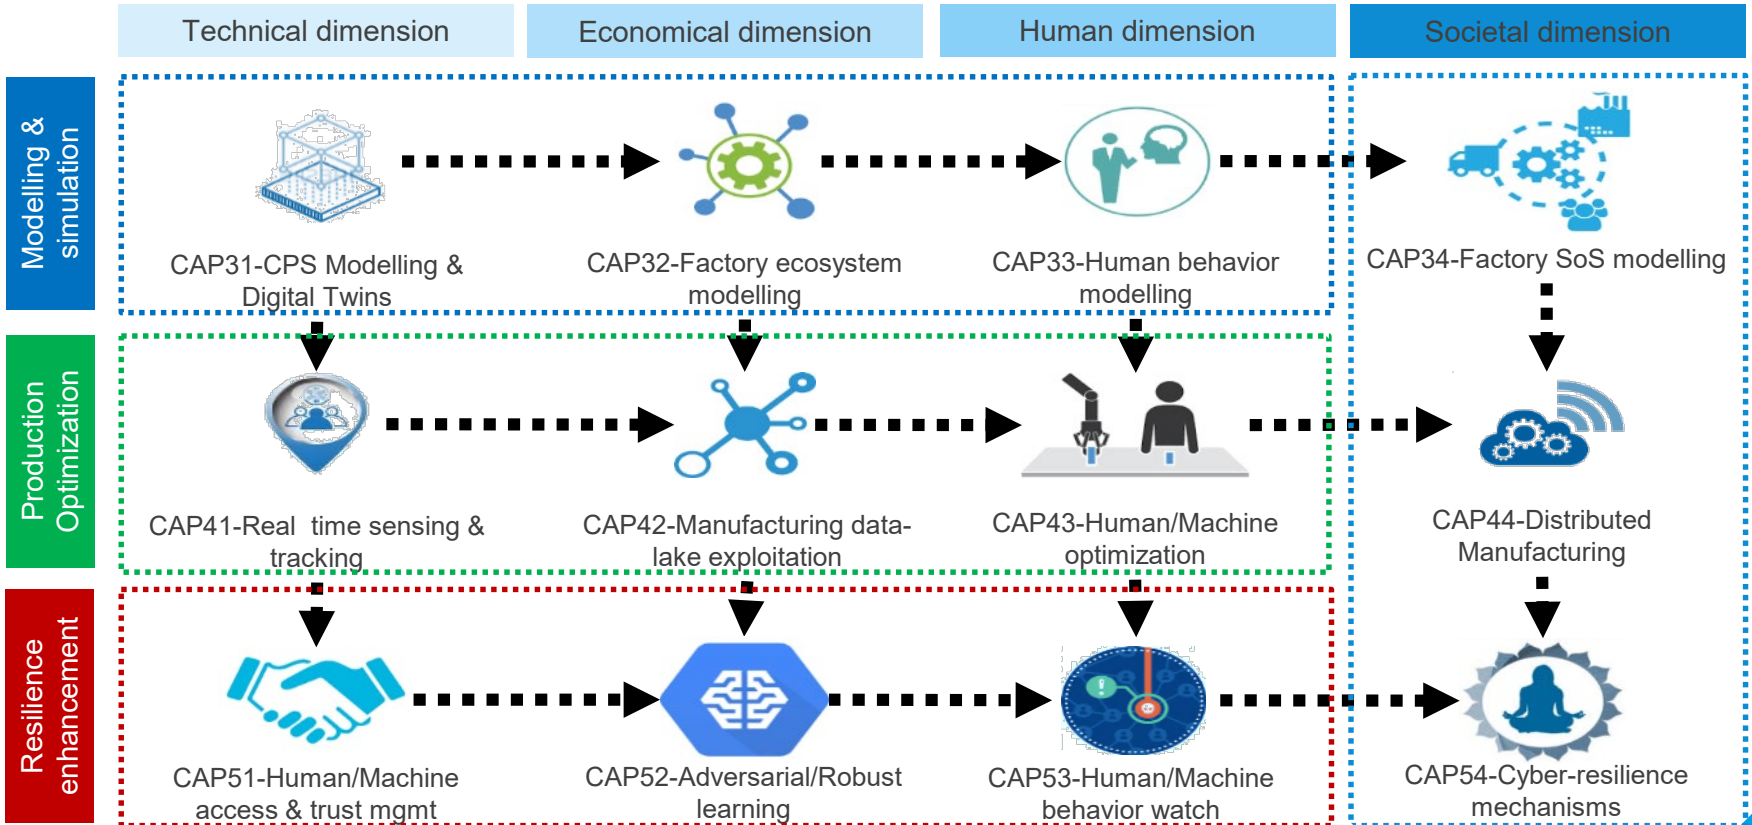 Technical dimension
Economical dimension
Human dimension
Societal dimension
Modelling &
simulation
CAP31-CPS Modelling &
Digital Twins
CAP32-Factory ecosystem
modelling
CAP33-Human behavior
modelling
CAP34-Factory SoS modelling
Production
Optimization
CAP41-Real  time sensing &
tracking
CAP42-Manufacturing data-
lake exploitation
CAP43-Human/Machine
optimization
CAP44-Distributed
Manufacturing
Resilience
enhancement
CAP51-Human/Machine
access & trust mgmt
CAP52-Adversarial/Robust
learning
CAP53-Human/Machine
behavior watch
CAP54-Cyber-resilience
mechanisms